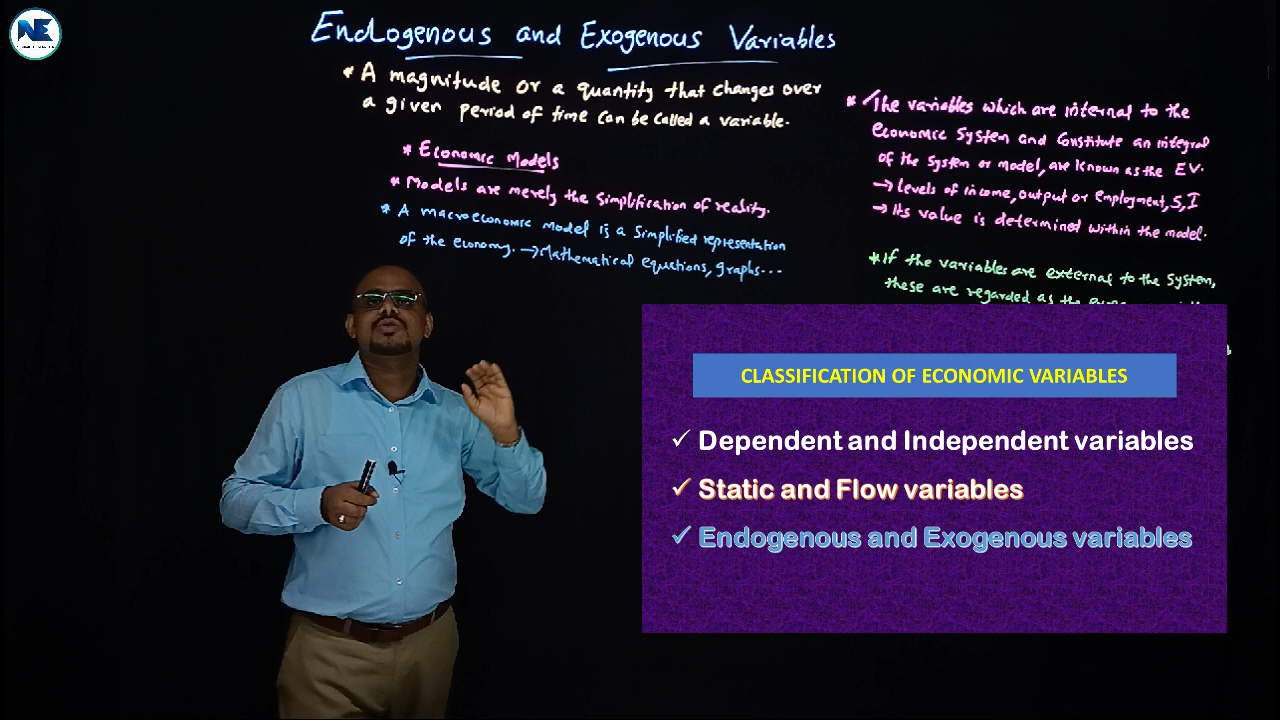 NE
Endogenous and Exogenous Variables
* A magnitude or a quantity that changes over
a given period of time can be called a variable.
* Economic Models
* Models are merely the simplification of reality.
* A macroeconomic model is a simplified representation
of the economy. → Mathematical equations, graphs...
* The variables which are internal to the
economic system and constitute an integral
of the system or model, are known as the EV.
→ levels of income, output or employment, S, I
→ Its value is determined within the model.
* If the variables are external to the system,
these are regarded as the
CLASSIFICATION OF ECONOMIC VARIABLES
✓ Dependent and Independent variables
✓ Static and Flow variables
✓ Endogenous and Exogenous variables